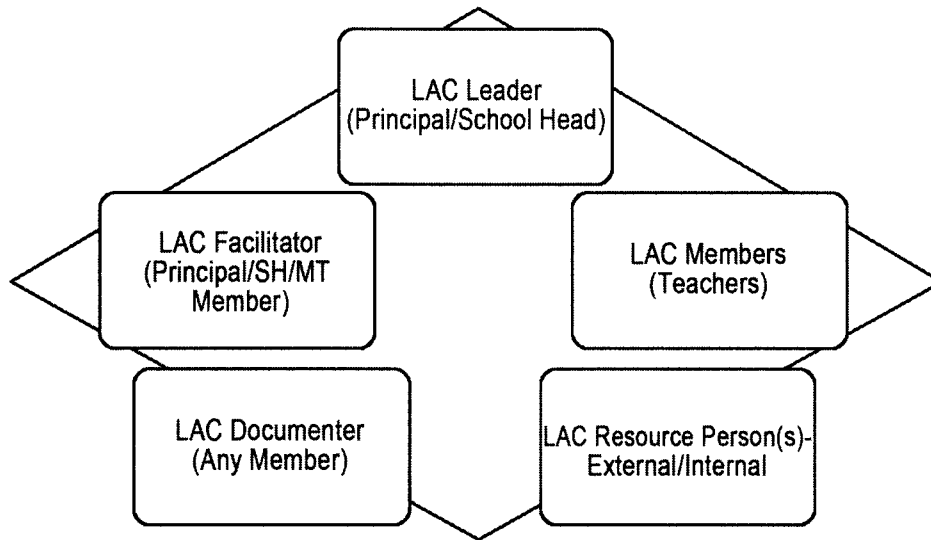 LAC Leader
(Principal/School Head)
LAC Facilitator
(Principal/SH/MT
Member)
LAC Members
(Teachers)
LAC Documenter
(Any Member)
LAC Resource Person(s)-
External/Internal